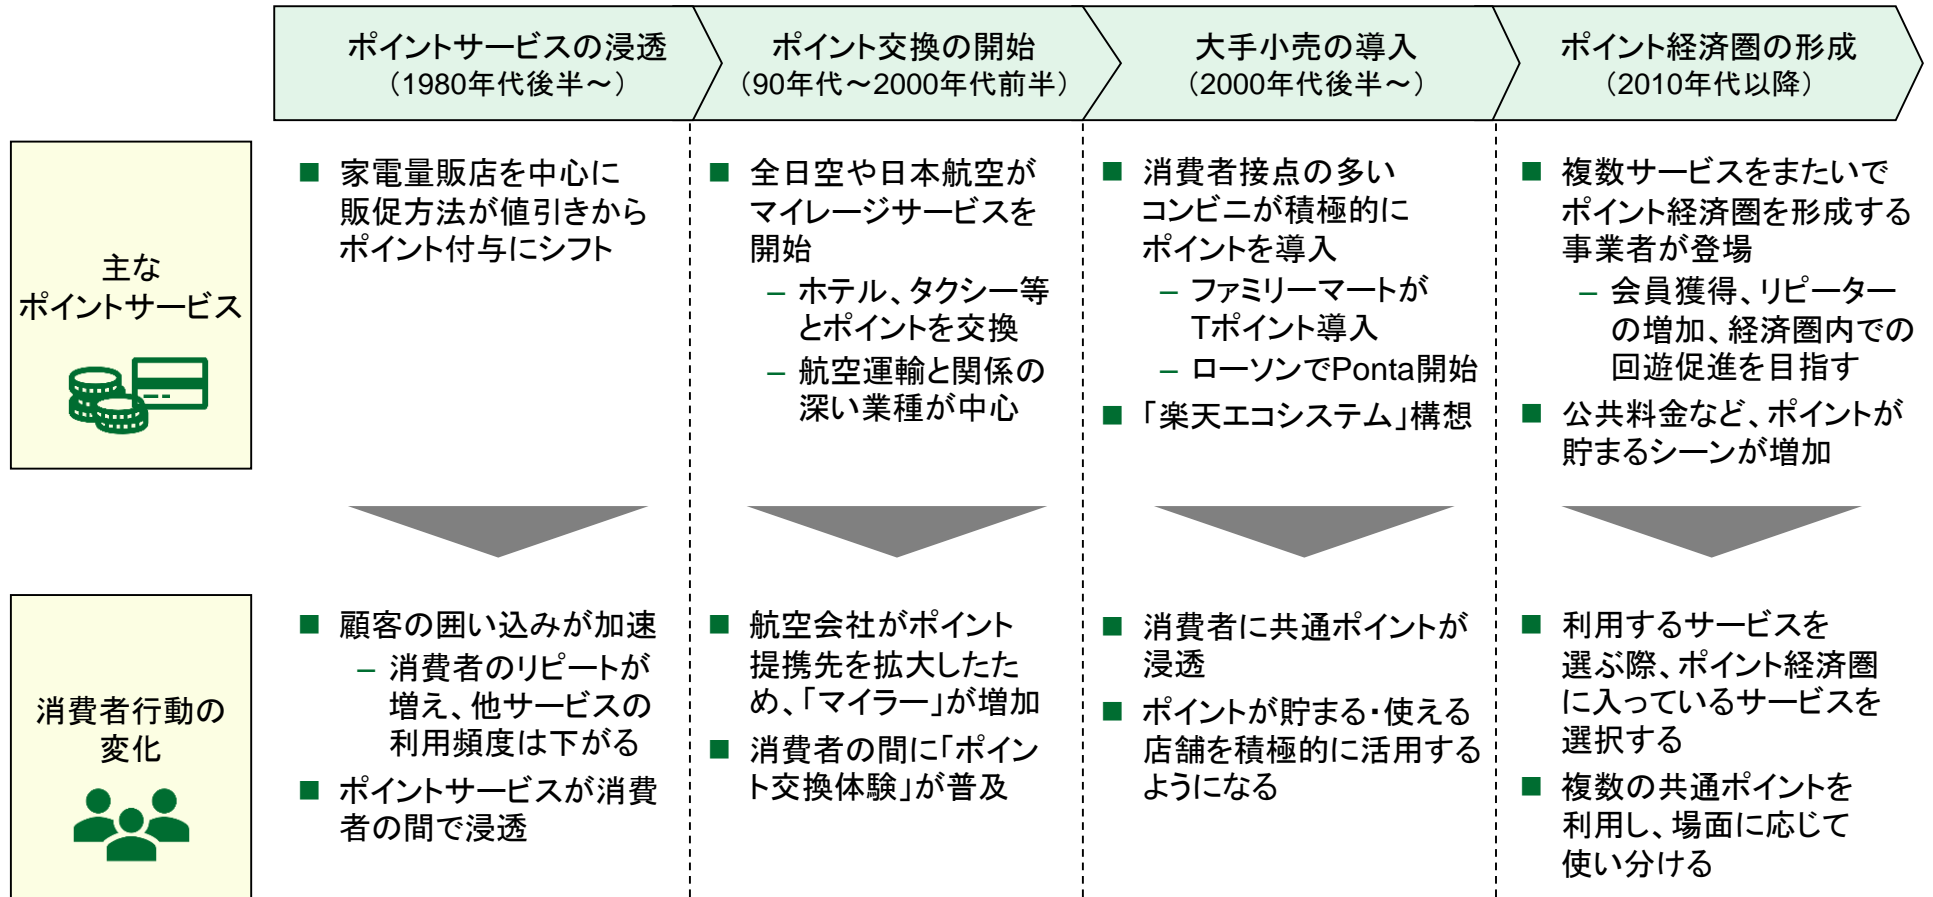 ポイントサービスの浸透
（1980年代後半～）
ポイント交換の開始
（90年代～2000年代前半）
大手小売の導入
（2000年代後半～）
ポイント経済圏の形成
（2010年代以降）
主な
ポイントサービス
■ 家電量販店を中心に
販促方法が値引きから
ポイント付与にシフト
■ 全日空や日本航空が
マイレージサービスを
開始
– ホテル、タクシー等
とポイントを交換
– 航空運輸と関係の
深い業種が中心
■ 消費者接点の多い
コンビニが積極的に
ポイントを導入
– ファミリーマートが
Tポイント導入
– ローソンでPonta開始
■ 「楽天エコシステム」構想
■ 複数サービスをまたいで
ポイント経済圏を形成する
事業者が登場
– 会員獲得、リピーター
の増加、経済圏内での
回遊促進を目指す
■ 公共料金など、ポイントが
貯まるシーンが増加
消費者行動の
変化
■ 顧客の囲い込みが加速
– 消費者のリピートが
増え、他サービスの
利用頻度は下がる
■ ポイントサービスが消費
者の間で浸透
■ 航空会社がポイント
提携先を拡大したた
め、「マイラー」が増加
■ 消費者の間に「ポイン
ト交換体験」が普及
■ 消費者に共通ポイントが
浸透
■ ポイントが貯まる・使える
店舗を積極的に活用する
ようになる
■ 利用するサービスを
選ぶ際、ポイント経済圏
に入っているサービスを
選択する
■ 複数の共通ポイントを
利用し、場面に応じて
使い分ける